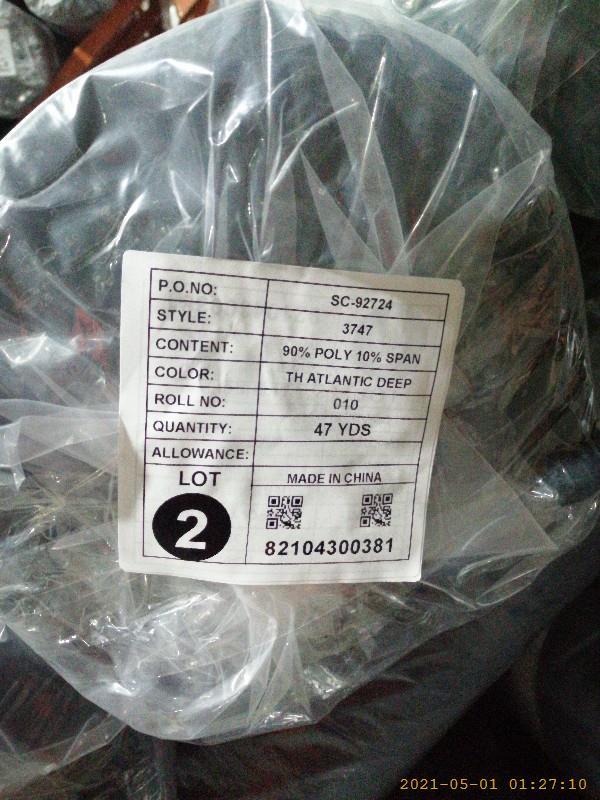 P.O.NO: SC-92724
STYLE: 3747
CONTENT: 90% POLY 10% SPAN
COLOR: TH ATLANTIC DEEP
ROLL NO: 010
QUANTITY: 47 YDS
ALLOWANCE:
LOT MADE IN CHINA
2
82104300381
2021-05-01 01:27:10